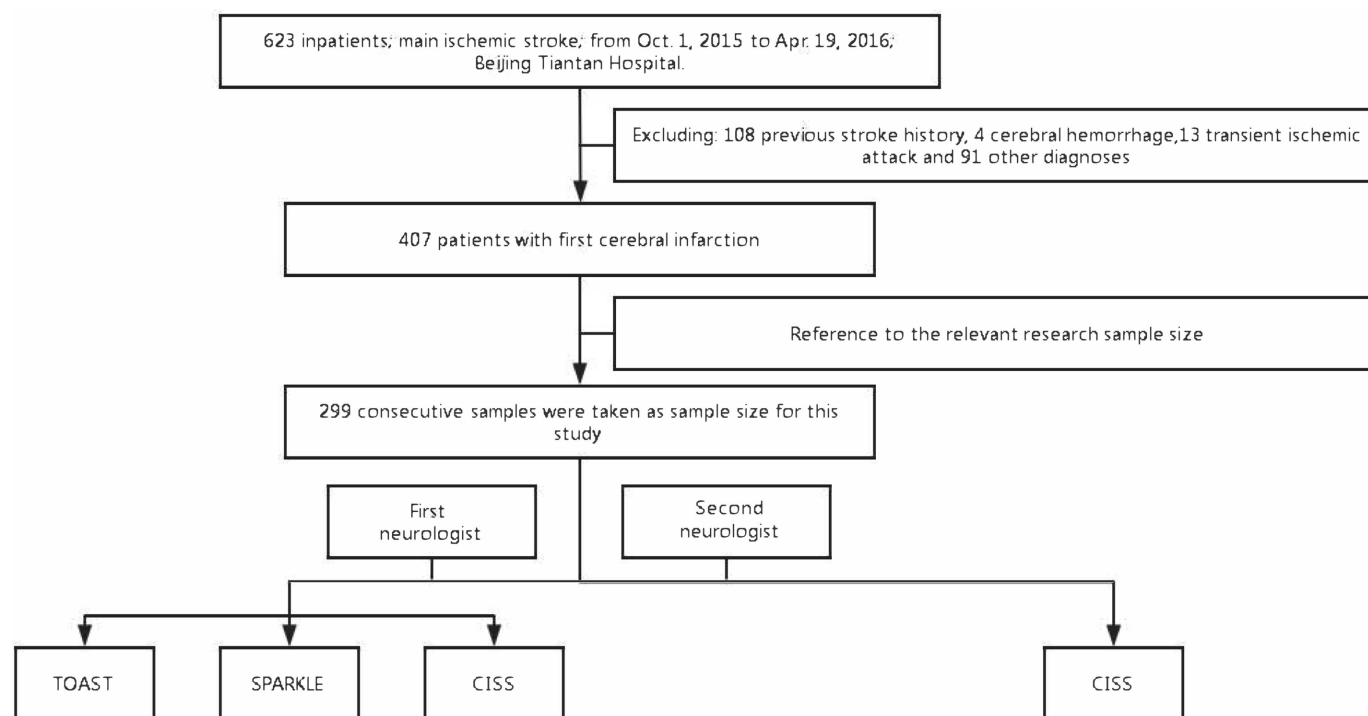 623 inpatients; main ischemic stroke; from Oct. 1, 2015 to Apr. 19, 2016;
Beijing Tiantan Hospital.
Excluding: 108 previous stroke history, 4 cerebral hemorrhage,13 transient ischemic
attack and 91 other diagnoses
407 patients with first cerebral infarction
Reference to the relevant research sample size
299 consecutive samples were taken as sample size for this
study
First
neurologist
Second
neurologist
TOAST
SPARKLE
CISS
CISS